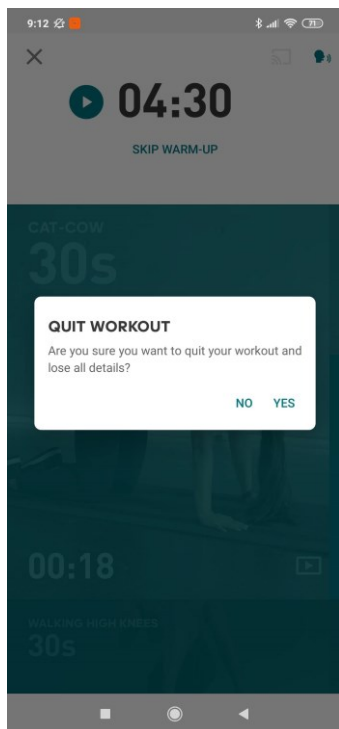 9:12
71
04:30
SKIP WARM-UP
CAT-COW
30s
QUIT WORKOUT
Are you sure you want to quit your workout and
lose all details?
NO YES
00:18
WALKING HIGH KNEES
30s